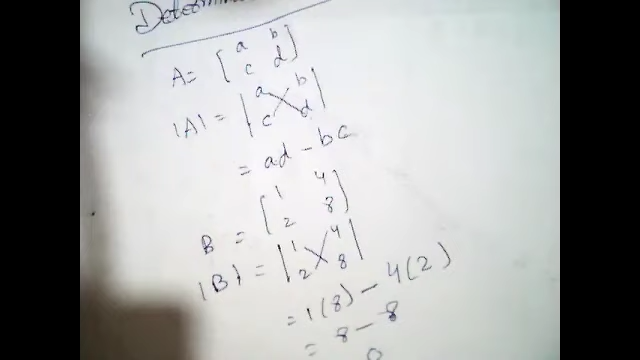 A = [a b
c d]
|A| = |a b
c d|
= ad - bc
B = [1 4
2 8]
|B| = |1 4
2 8|
= 1(8) - 4(2)
= 8 - 8